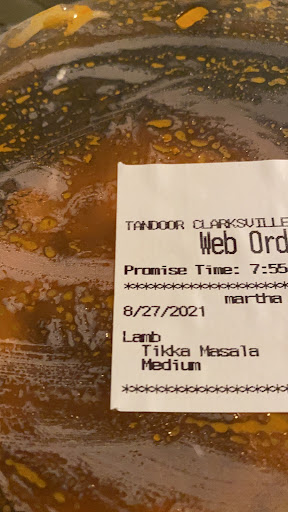 TANDOOR CLARKSVILLE
Web Ord
Promise Time: 7:55
********************
martha
8/27/2021
Lamb
Tikka Masala
Medium
********************